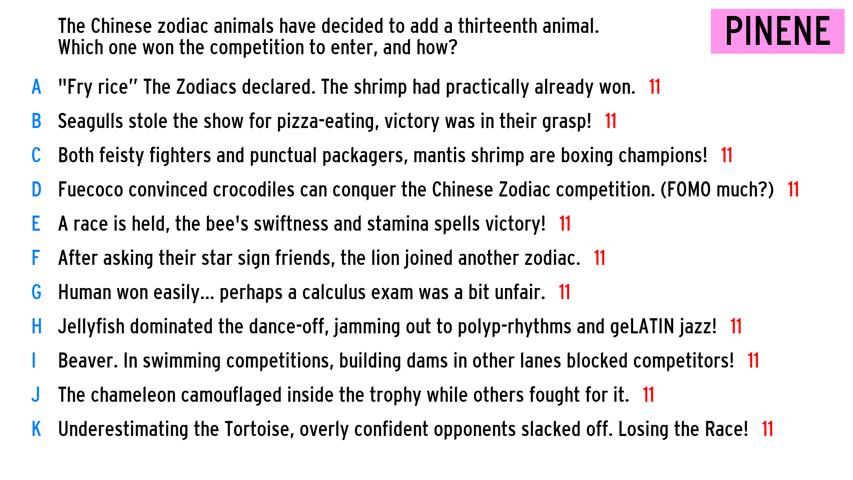 The Chinese zodiac animals have decided to add a thirteenth animal.
Which one won the competition to enter, and how?
PINENE
A "Fry rice” The Zodiacs declared. The shrimp had practically already won. 11
B Seagulls stole the show for pizza-eating, victory was in their grasp! 11
C Both feisty fighters and punctual packagers, mantis shrimp are boxing champions! 11
D Fuecoco convinced crocodiles can conquer the Chinese Zodiac competition. (FOMO much?) 11
E A race is held, the bee's swiftness and stamina spells victory! 11
F After asking their star sign friends, the lion joined another zodiac. 11
G Human won easily... perhaps a calculus exam was a bit unfair. 11
H Jellyfish dominated the dance-off, jamming out to polyp-rhythms and geLATIN jazz! 11
I Beaver. In swimming competitions, building dams in other lanes blocked competitors! 11
J The chameleon camouflaged inside the trophy while others fought for it. 11
K Underestimating the Tortoise, overly confident opponents slacked off. Losing the Race! 11